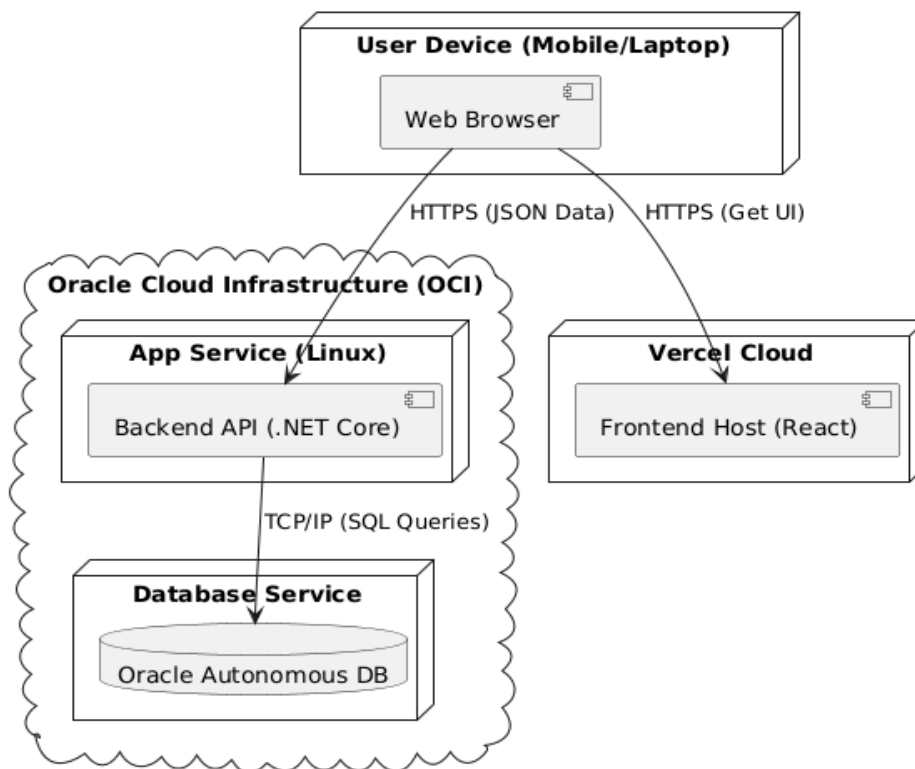 User Device (Mobile/Laptop)
Web Browser
HTTPS (JSON Data)
HTTPS (Get UI)
Oracle Cloud Infrastructure (OCI)
App Service (Linux)
Vercel Cloud
Backend API (.NET Core)
Frontend Host (React)
TCP/IP (SQL Queries)
Database Service
Oracle Autonomous DB